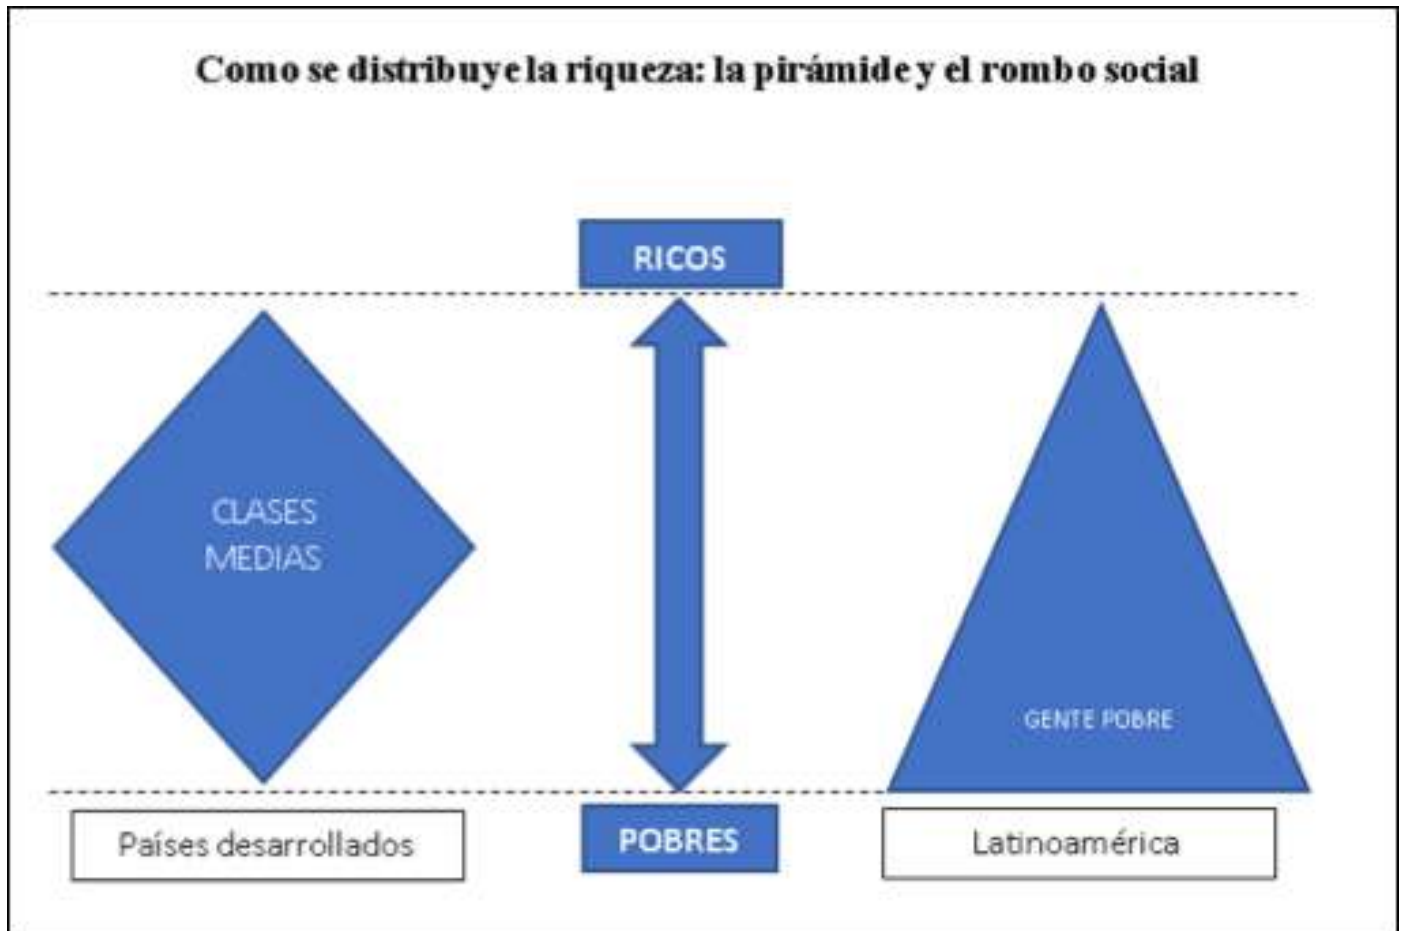 Como se distribuye la riqueza: la pirámide y el rombo social
RICOS
CLASES
MEDIAS
GENTE POBRE
Países desarrollados
POBRES
Latinoamérica